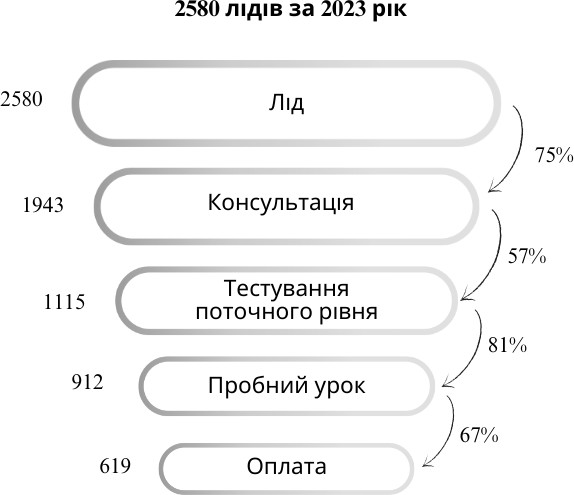 2580 лідів за 2023 рік
2580
Лід
75%
1943
Консультація
57%
1115
Тестування
поточного рівня
81%
912
Пробний урок
67%
619
Оплата